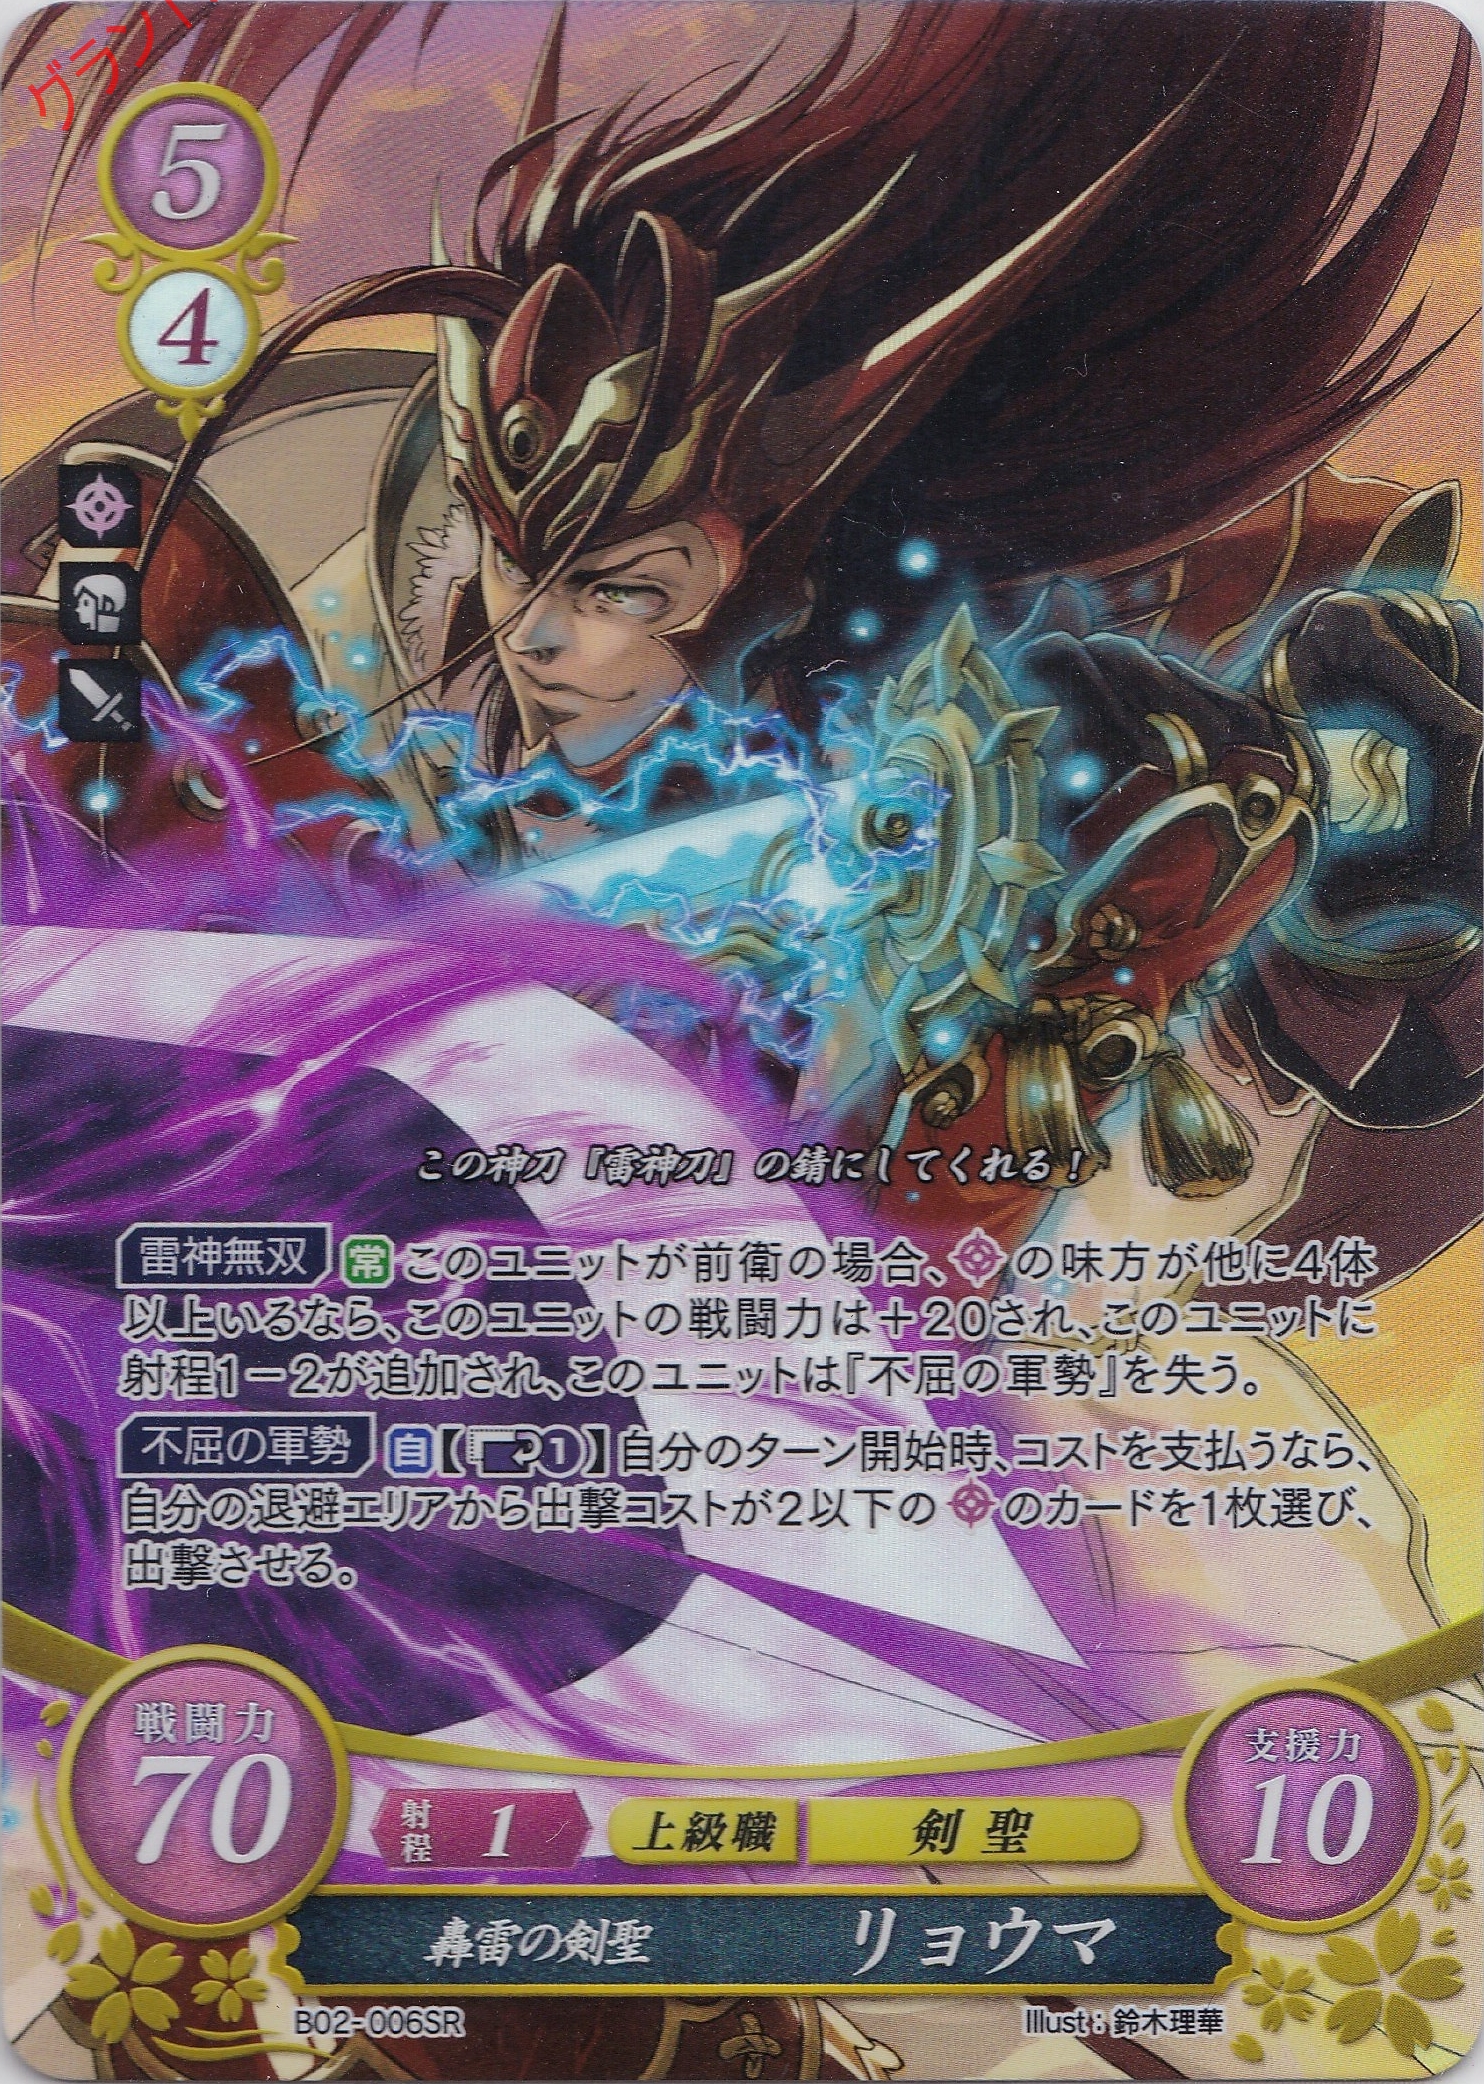 グラン
5
4
この神刀『雷神刀』の錆にしてくれる！
雷神無双 常 このユニットが前衛の場合、の味方が他に4体
以上いるなら、このユニットの戦闘力は＋20され、このユニットに
射程1－2が追加され、このユニットは『不屈の軍勢』を失う。
不屈の軍勢 自【1】自分のターン開始時、コストを支払うなら、
自分の退避エリアから出撃コストが2以下ののカードを1枚選び、
出撃させる。
戦闘力
70
射程 1
上級職 剣聖
支援力
10
轟雷の剣聖 リョウマ
B02-006SR
Illust：鈴木理華